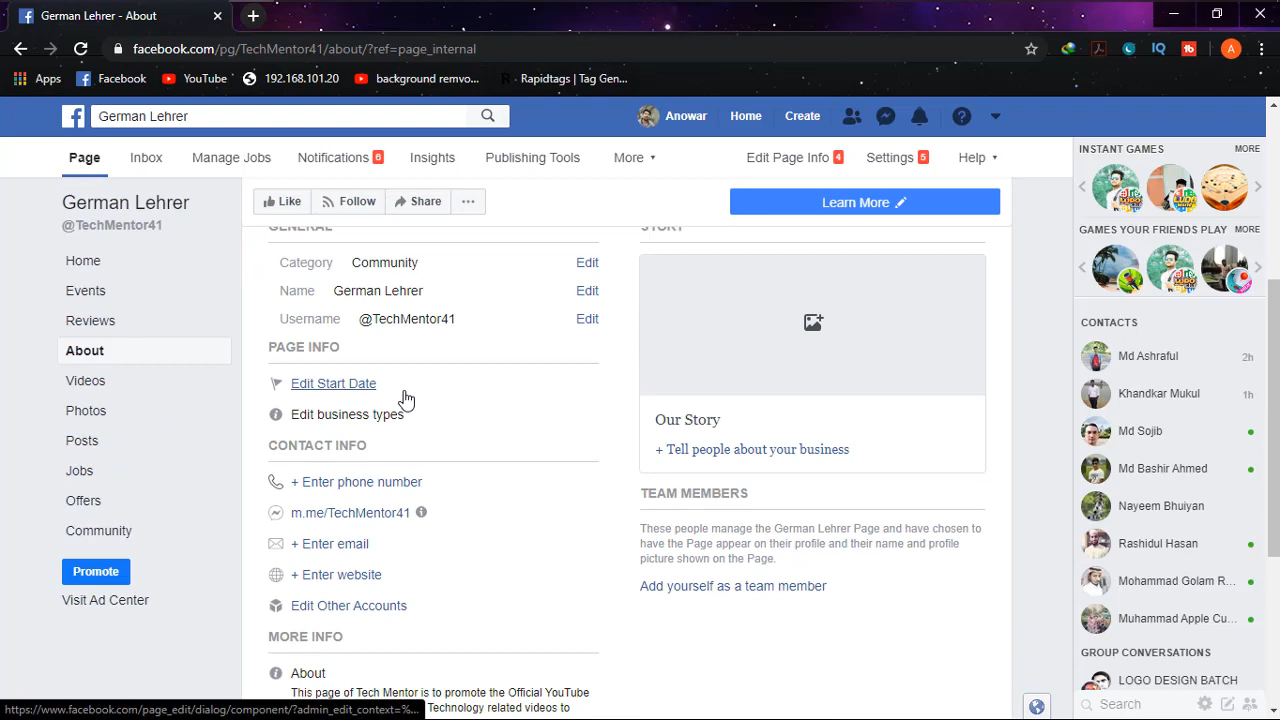 German Lehrer - About
facebook.com/pg/TechMentor41/about/?ref=page_internal
A
Apps Facebook YouTube 192.168.101.20 background remvo... Rapidtags | Tag Gen...
German Lehrer
Anowar Home Create
Page Inbox Manage Jobs Notifications 6 Insights Publishing Tools More Edit Page Info 4 Settings 5 Help
German Lehrer
@TechMentor41
Home
Events
Reviews
About
Videos
Photos
Posts
Jobs
Offers
Community
Promote
Visit Ad Center
Like Follow Share ... Learn More
GENERAL
Category Community Edit
Name German Lehrer Edit
Username @TechMentor41 Edit
PAGE INFO
Edit Start Date
Edit business types
CONTACT INFO
+ Enter phone number
m.me/TechMentor41
+ Enter email
+ Enter website
Edit Other Accounts
MORE INFO
About
This page of Tech Mentor is to promote the Official YouTube
Technology related videos to
STORY
Our Story
+ Tell people about your business
TEAM MEMBERS
These people manage the German Lehrer Page and have chosen to
have the Page appear on their profile and their name and profile
picture shown on the Page.
Add yourself as a team member
INSTANT GAMES MORE
GAMES YOUR FRIENDS PLAY MORE
CONTACTS
Md Ashraful 2h
Khandkar Mukul 1h
Md Sojib
Md Bashir Ahmed
Nayeem Bhuiyan
Rashidul Hasan
Mohammad Golam R...
Muhammad Apple Cu...
GROUP CONVERSATIONS
LOGO DESIGN BATCH
Search
https://www.facebook.com/page_edit/dialog/component/?admin_edit_context=%...